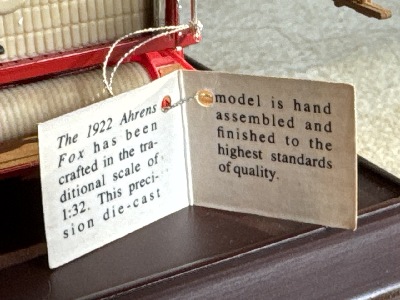 The 1922 Ahrens
Fox has been
crafted in the tra-
ditional scale of
1:32. This preci-
sion die-cast
model is hand
assembled and
finished to the
highest standards
of quality.